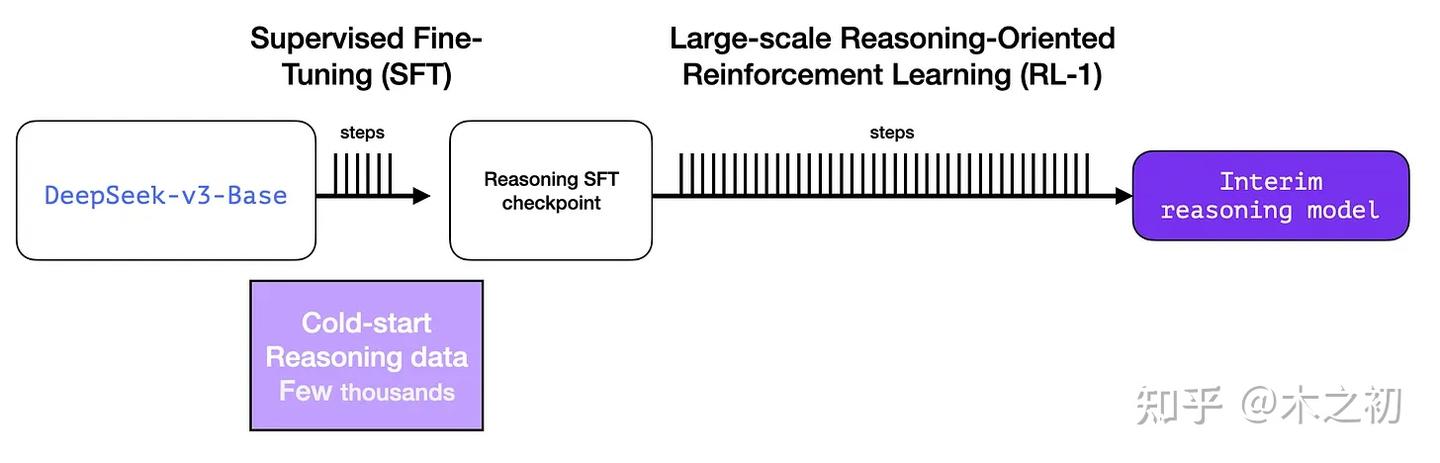 Supervised Fine-
Tuning (SFT)
Large-scale Reasoning-Oriented
Reinforcement Learning (RL-1)
steps
steps
DeepSeek-v3-Base
Reasoning SFT
checkpoint
Interim
reasoning model
Cold-start
Reasoning data
Few thousands
知乎 @木之初